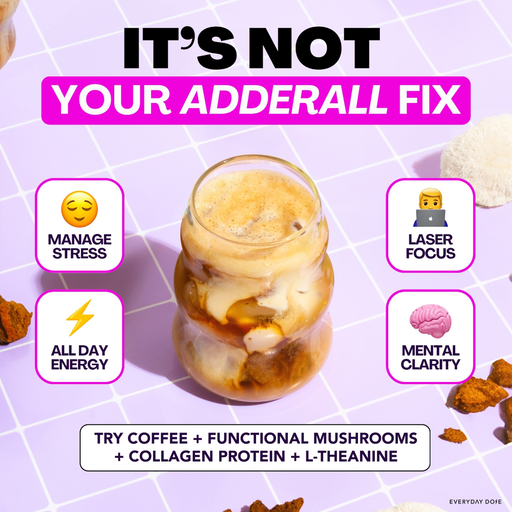 IT'S NOT
YOUR ADDERALL FIX
MANAGE
STRESS
LASER
FOCUS
ALL DAY
ENERGY
MENTAL
CLARITY
TRY COFFEE + FUNCTIONAL MUSHROOMS
+ COLLAGEN PROTEIN + L-THEANINE
EVERYDAY DOSE